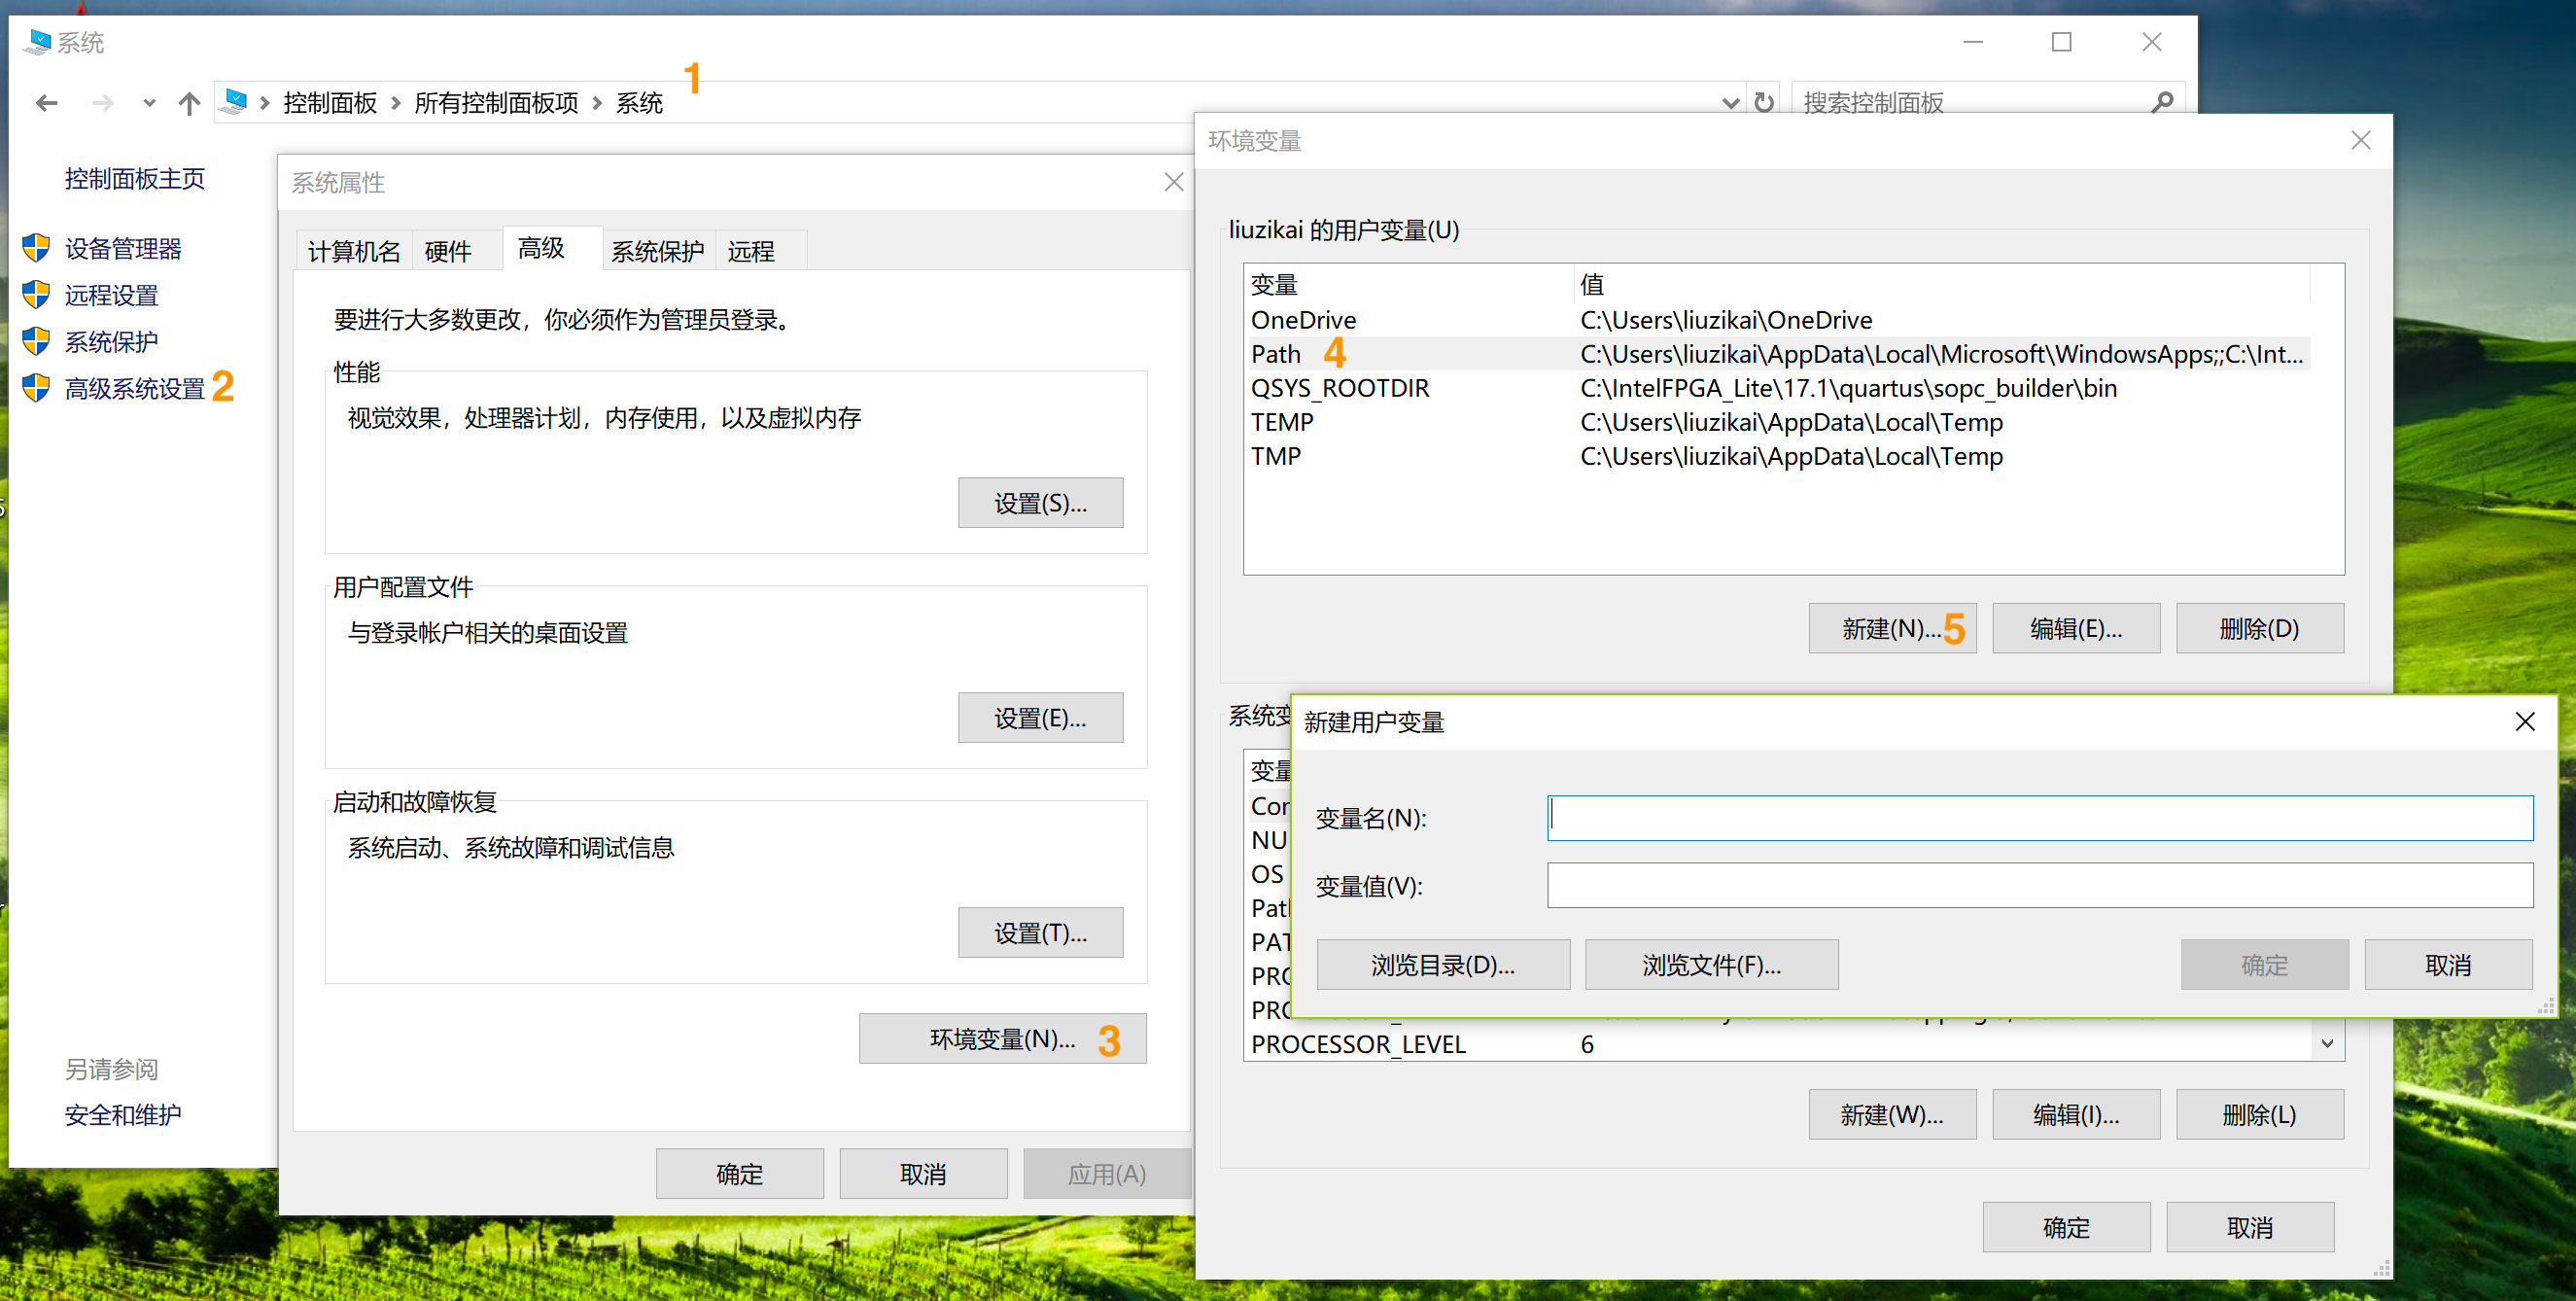 系统
1
控制面板 所有控制面板项 系统
搜索控制面板
控制面板主页
设备管理器
远程设置
系统保护
高级系统设置 2
另请参阅
安全和维护
系统属性
计算机名 硬件 高级 系统保护 远程
要进行大多数更改，你必须作为管理员登录。
性能
视觉效果，处理器计划，内存使用，以及虚拟内存
设置(S)...
用户配置文件
与登录帐户相关的桌面设置
设置(E)...
启动和故障恢复
系统启动、系统故障和调试信息
设置(T)...
环境变量(N)... 3
确定 取消 应用(A)
环境变量
liuzikai 的用户变量(U)
变量 值
OneDrive C:\Users\liuzikai\OneDrive
Path 4 C:\Users\liuzikai\AppData\Local\Microsoft\WindowsApps;;C:\Int...
QSYS_ROOTDIR C:\IntelFPGA_Lite\17.1\quartus\sopc_builder\bin
TEMP C:\Users\liuzikai\AppData\Local\Temp
TMP C:\Users\liuzikai\AppData\Local\Temp
新建(N)... 5 编辑(E)... 删除(D)
系统变
变量
Cor
NU
OS
Pat
PAT
PRO
PRO
PROCESSOR_LEVEL 6
新建(W)... 编辑(I)... 删除(L)
确定 取消
新建用户变量
变量名(N):
变量值(V):
浏览目录(D)... 浏览文件(F)... 确定 取消